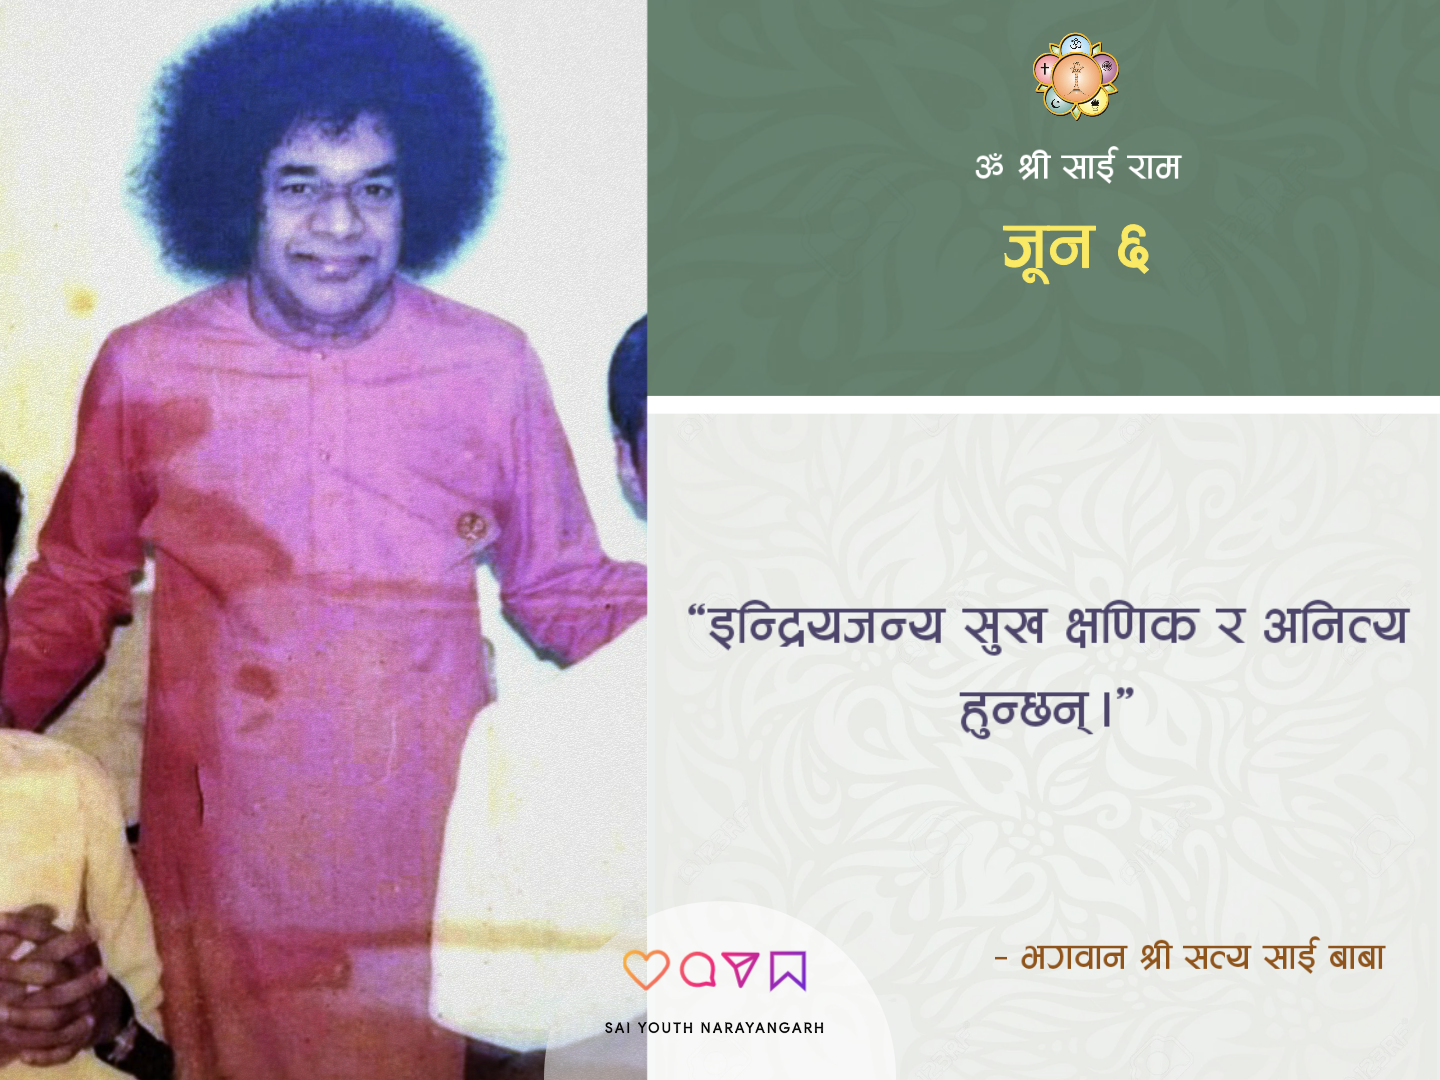 ॐ श्री साई राम
जून ६
“इन्द्रियजन्य सुख क्षणिक र अनित्य
हुन्छन् ।”
- भगवान श्री सत्य साई बाबा
SAI YOUTH NARAYANGARH